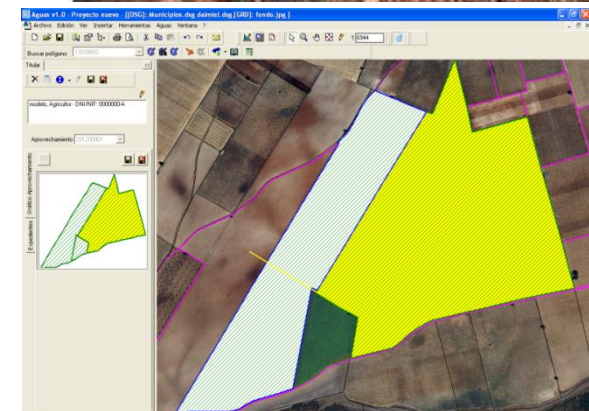 Aguas v1.0 - Proyecto nuevo - [[DSG]: Municipios.dsg daimiel.dsg [GRD]: fondo.jpg ]
Archivo Edición Ver Insertar Herramientas Aguas Ventana ?
Buscar polígono:
Titular
modelo, Agricultor - DNI/NIF: 0000000 A
Aprovechamiento
Gráfico Aprovechamiento
Expedientes